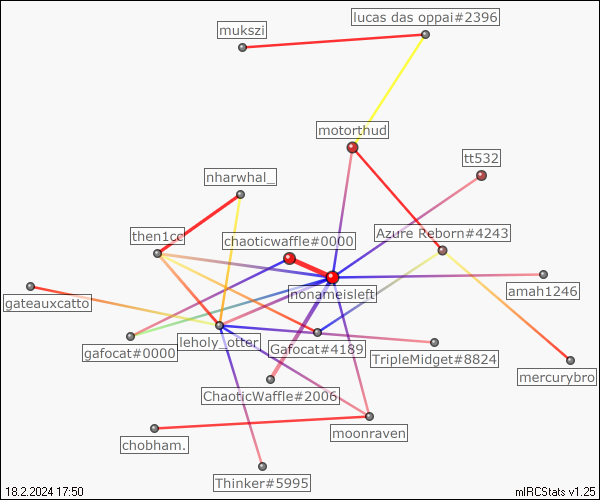 lucas das oppai#2396
mukszi
motorthud
tt532
nharwhal_
Azure Reborn#4243
then1cc
chaoticwaffle#0000
nonameisleft
amah1246
gateauxcatto
leholy_otter
Gafocat#4189
gafocat#0000
TripleMidget#8824
mercurybro
ChaoticWaffle#2006
moonraven
chobham.
Thinker#5995
18.2.2024 17:50
mIRCStats v1.25